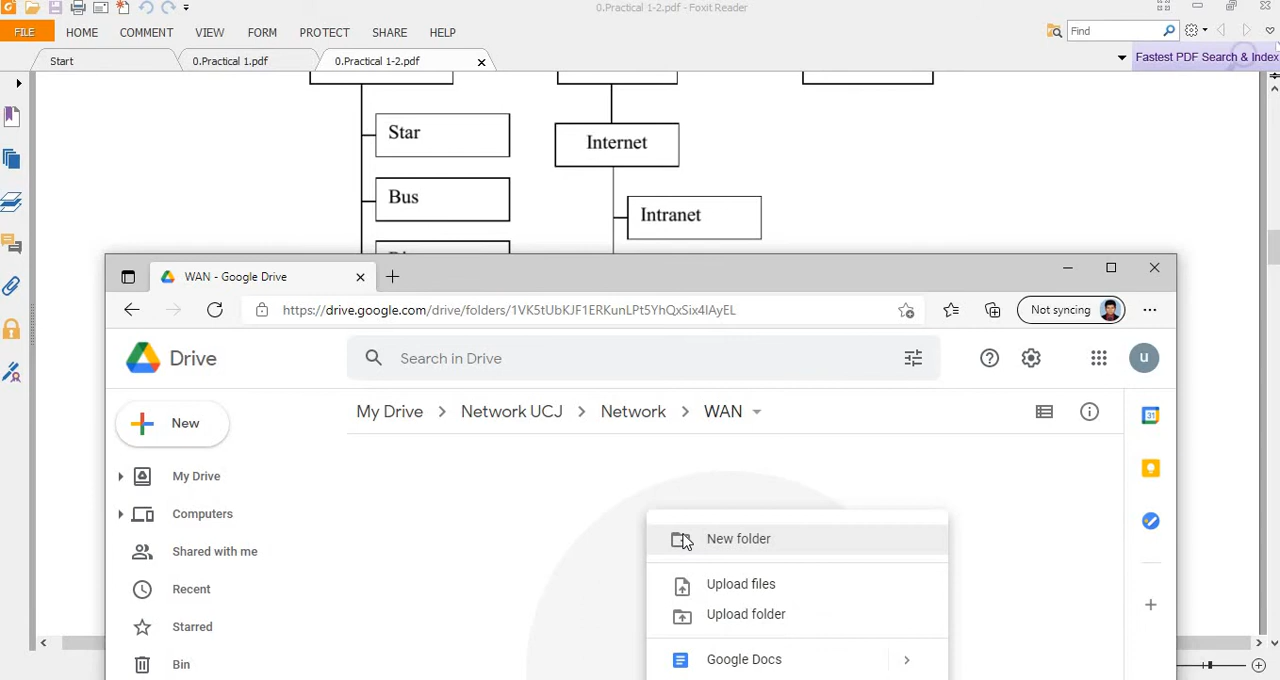 0.Practical 1-2.pdf - Foxit Reader
FILE HOME COMMENT VIEW FORM PROTECT SHARE HELP
Find
Start 0.Practical 1.pdf 0.Practical 1-2.pdf
Fastest PDF Search & Index
Star
Internet
Bus
Intranet
WAN - Google Drive
https://drive.google.com/drive/folders/1VK5tUbKJF1ERKunLPt5YhQxSix4IAyEL
Not syncing
Drive
Search in Drive
u
New
My Drive > Network UCJ > Network > WAN
31
My Drive
Computers
Shared with me
Recent
Starred
Bin
New folder
Upload files
Upload folder
Google Docs